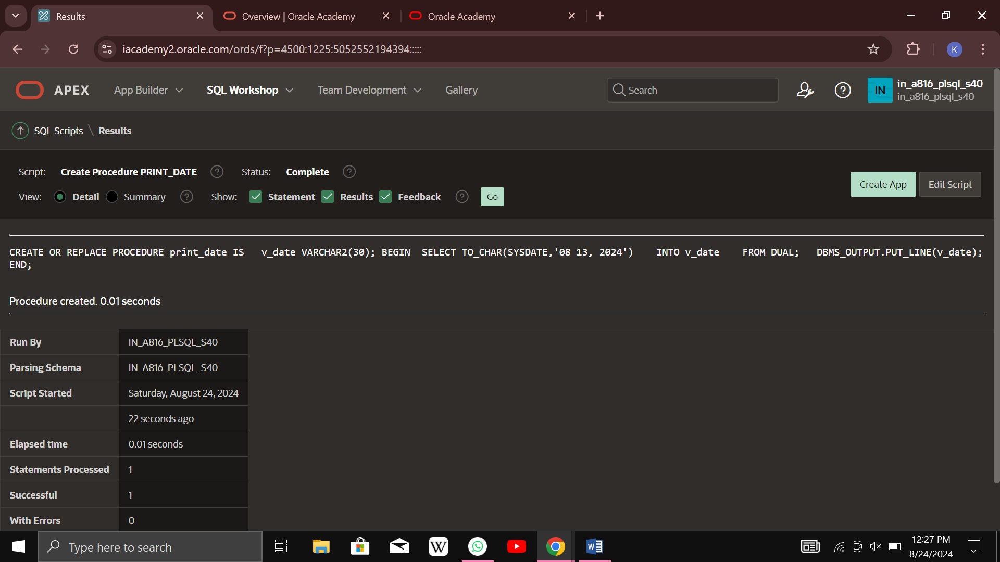 Results
Overview | Oracle Academy
Oracle Academy
iacademy2.oracle.com/ords/f?p=4500:1225:5052552194394:::::
K
APEX
App Builder
SQL Workshop
Team Development
Gallery
Search
IN
in_a816_plsql_s40
in_a816_plsql_s40
SQL Scripts \ Results
Script: Create Procedure PRINT_DATE ? Status: Complete ?
View: Detail Summary ? Show: Statement Results Feedback ? Go
Create App
Edit Script
CREATE OR REPLACE PROCEDURE print_date IS   v_date VARCHAR2(30); BEGIN  SELECT TO_CHAR(SYSDATE,'08 13, 2024')    INTO v_date    FROM DUAL;   DBMS_OUTPUT.PUT_LINE(v_date);
END;
Procedure created. 0.01 seconds
Run By IN_A816_PLSQL_S40
Parsing Schema IN_A816_PLSQL_S40
Script Started Saturday, August 24, 2024
22 seconds ago
Elapsed time 0.01 seconds
Statements Processed 1
Successful 1
With Errors 0
Type here to search
W
W
12:27 PM
8/24/2024